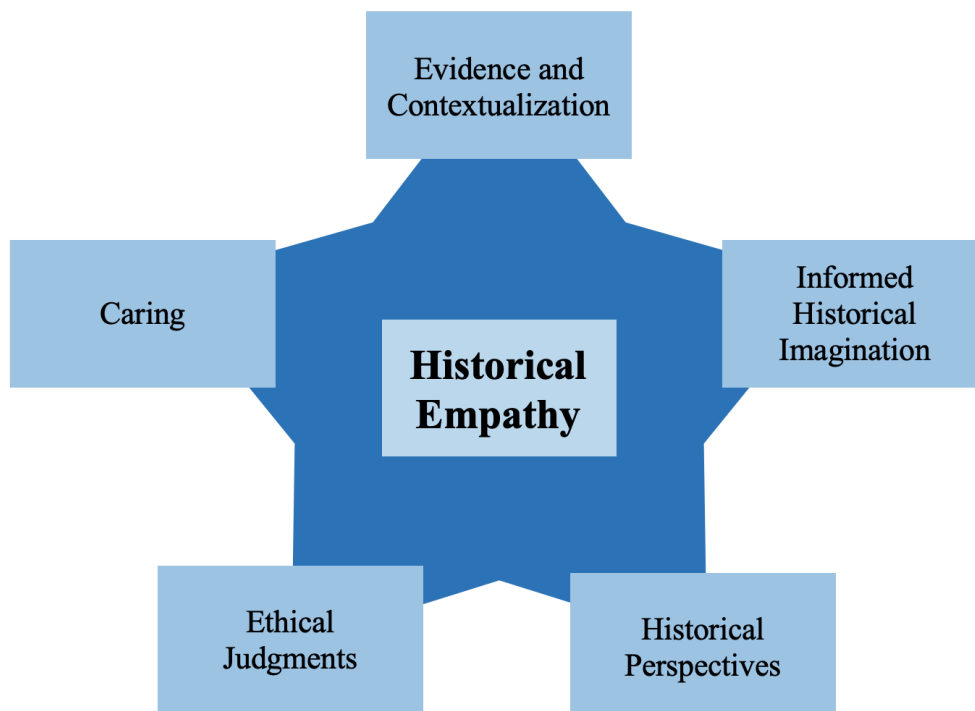 Evidence and
Contextualization
Caring
Informed
Historical
Imagination
Historical
Empathy
Ethical
Judgments
Historical
Perspectives